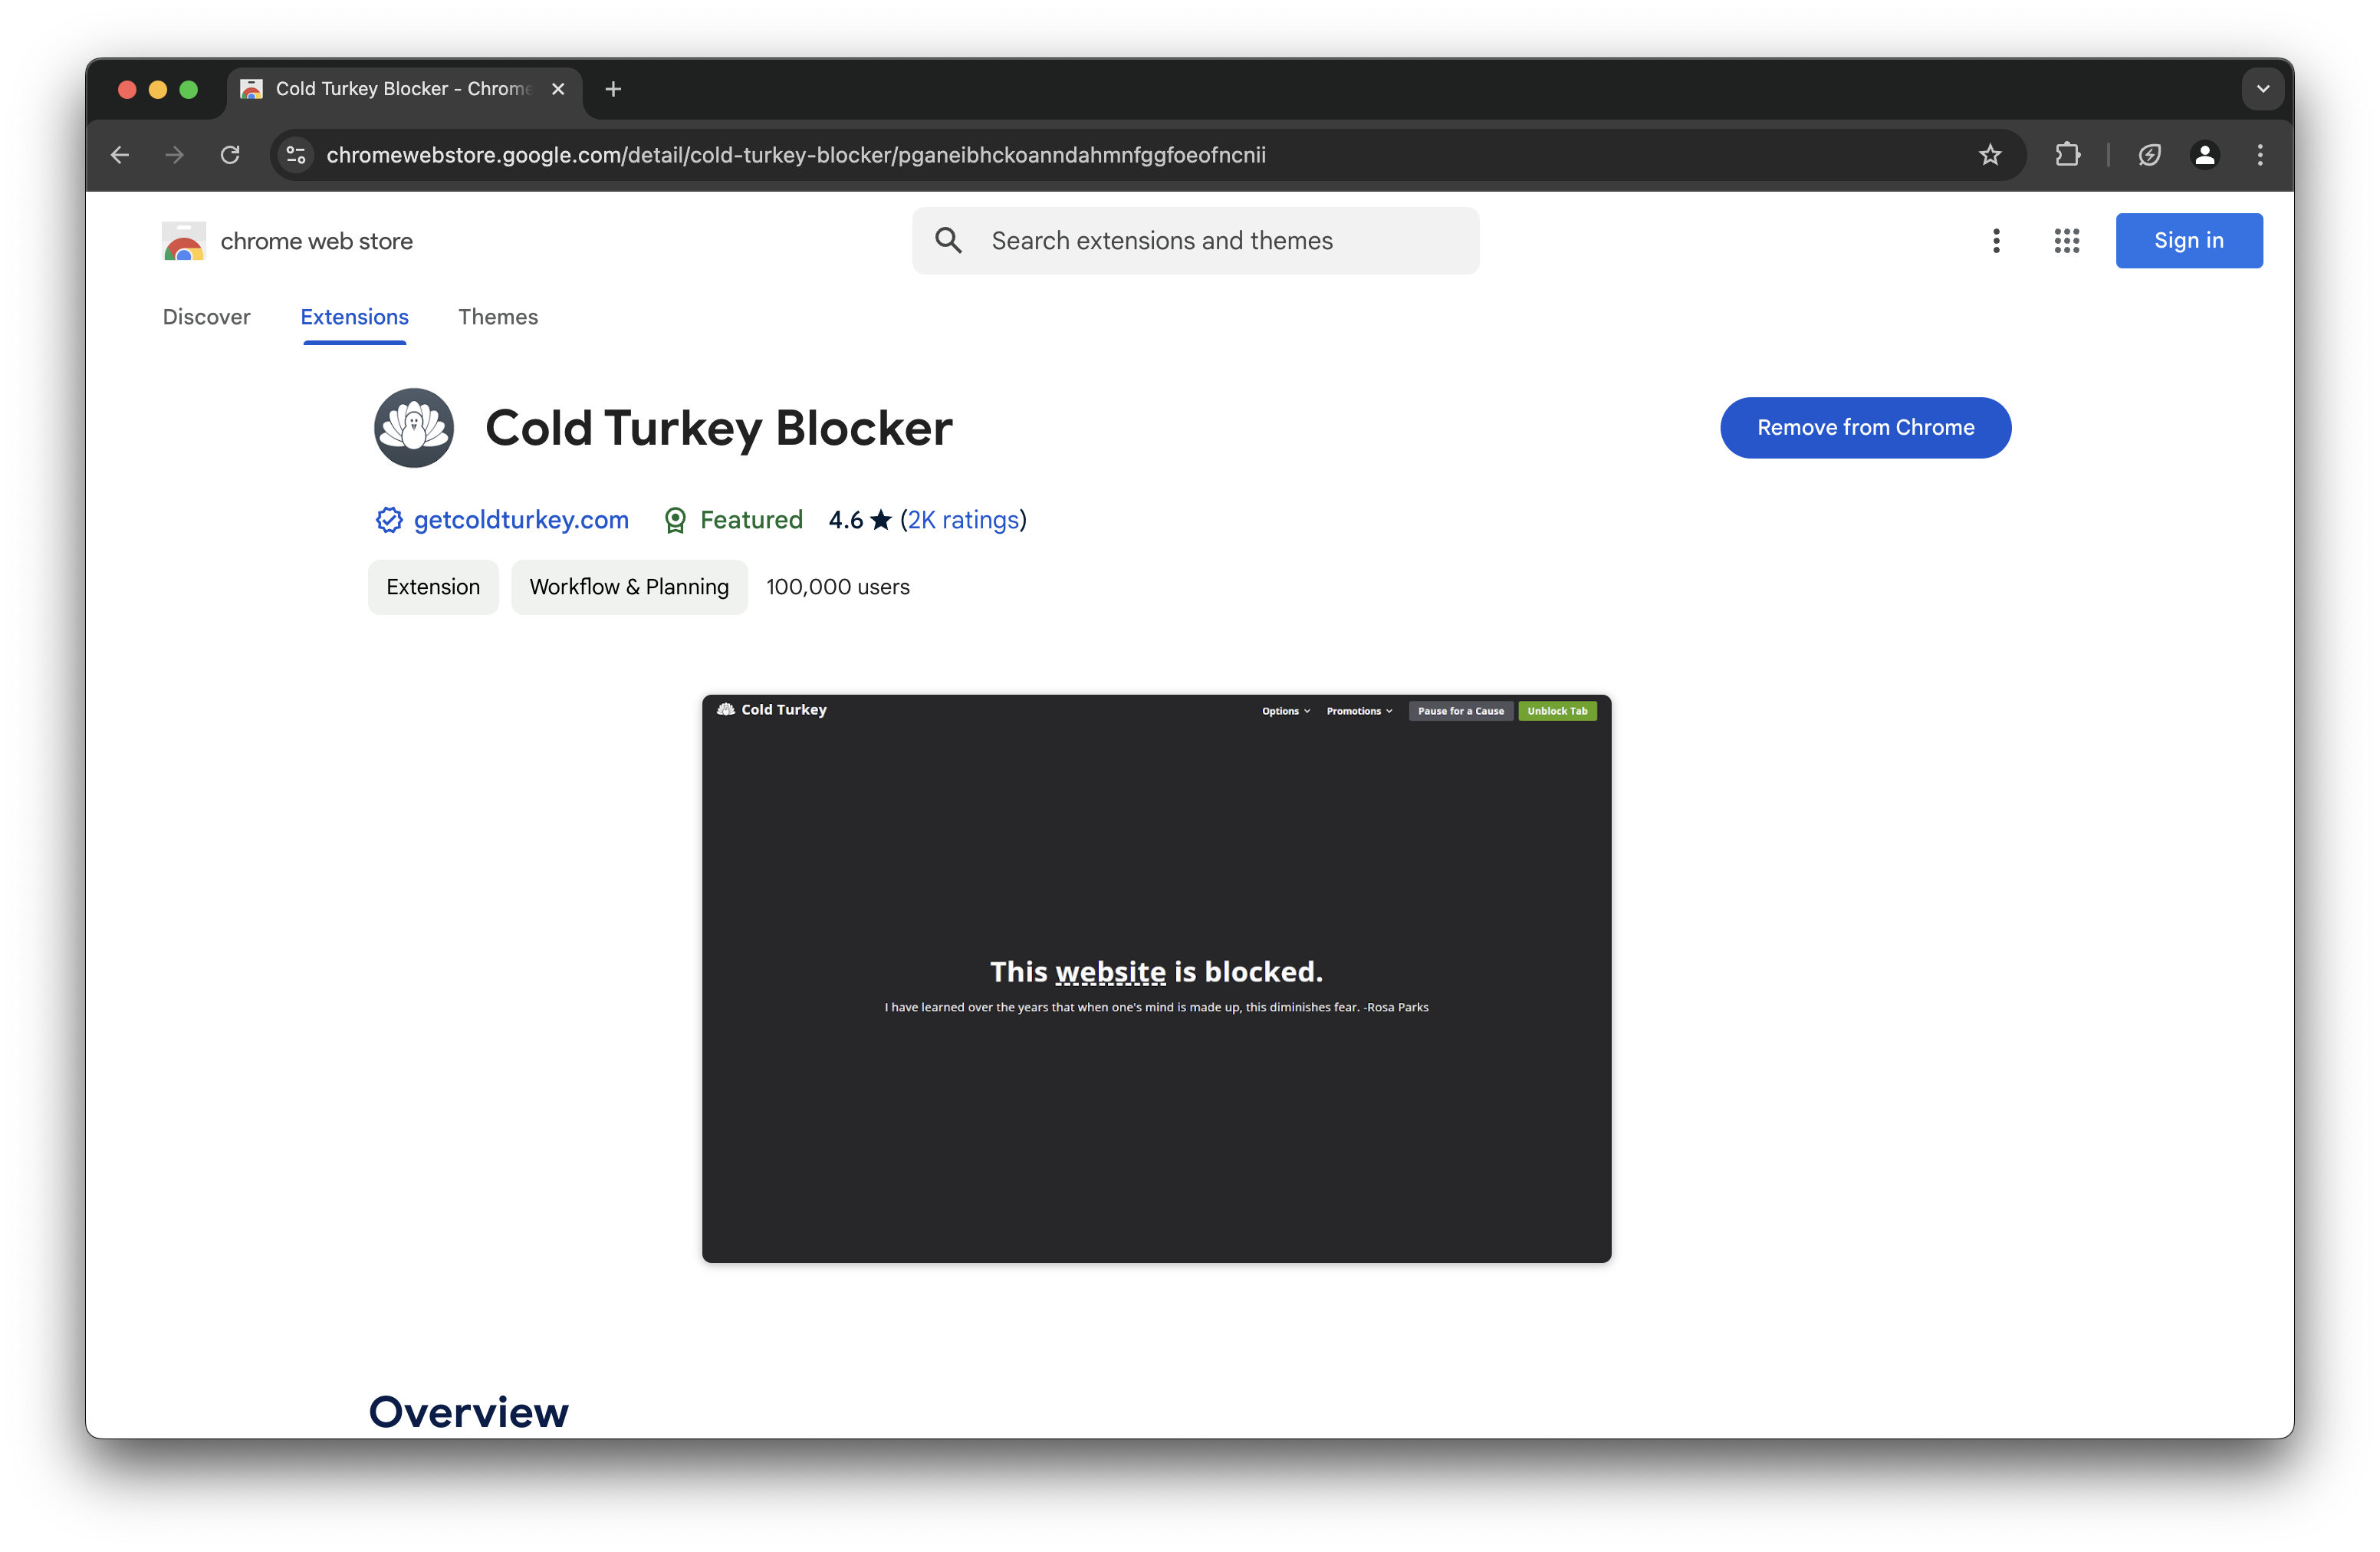 Cold Turkey Blocker - Chrome
chromewebstore.google.com/detail/cold-turkey-blocker/pganeibhckoanndahmnfggfoeofncnii
chrome web store
Search extensions and themes
Sign in
Discover
Extensions
Themes
Cold Turkey Blocker
Remove from Chrome
getcoldturkey.com
Featured
4.6 ★ (2K ratings)
Extension
Workflow & Planning
100,000 users
Cold Turkey
Options
Promotions
Pause for a Cause
Unblock Tab
This website is blocked.
I have learned over the years that when one's mind is made up, this diminishes fear. -Rosa Parks
Overview